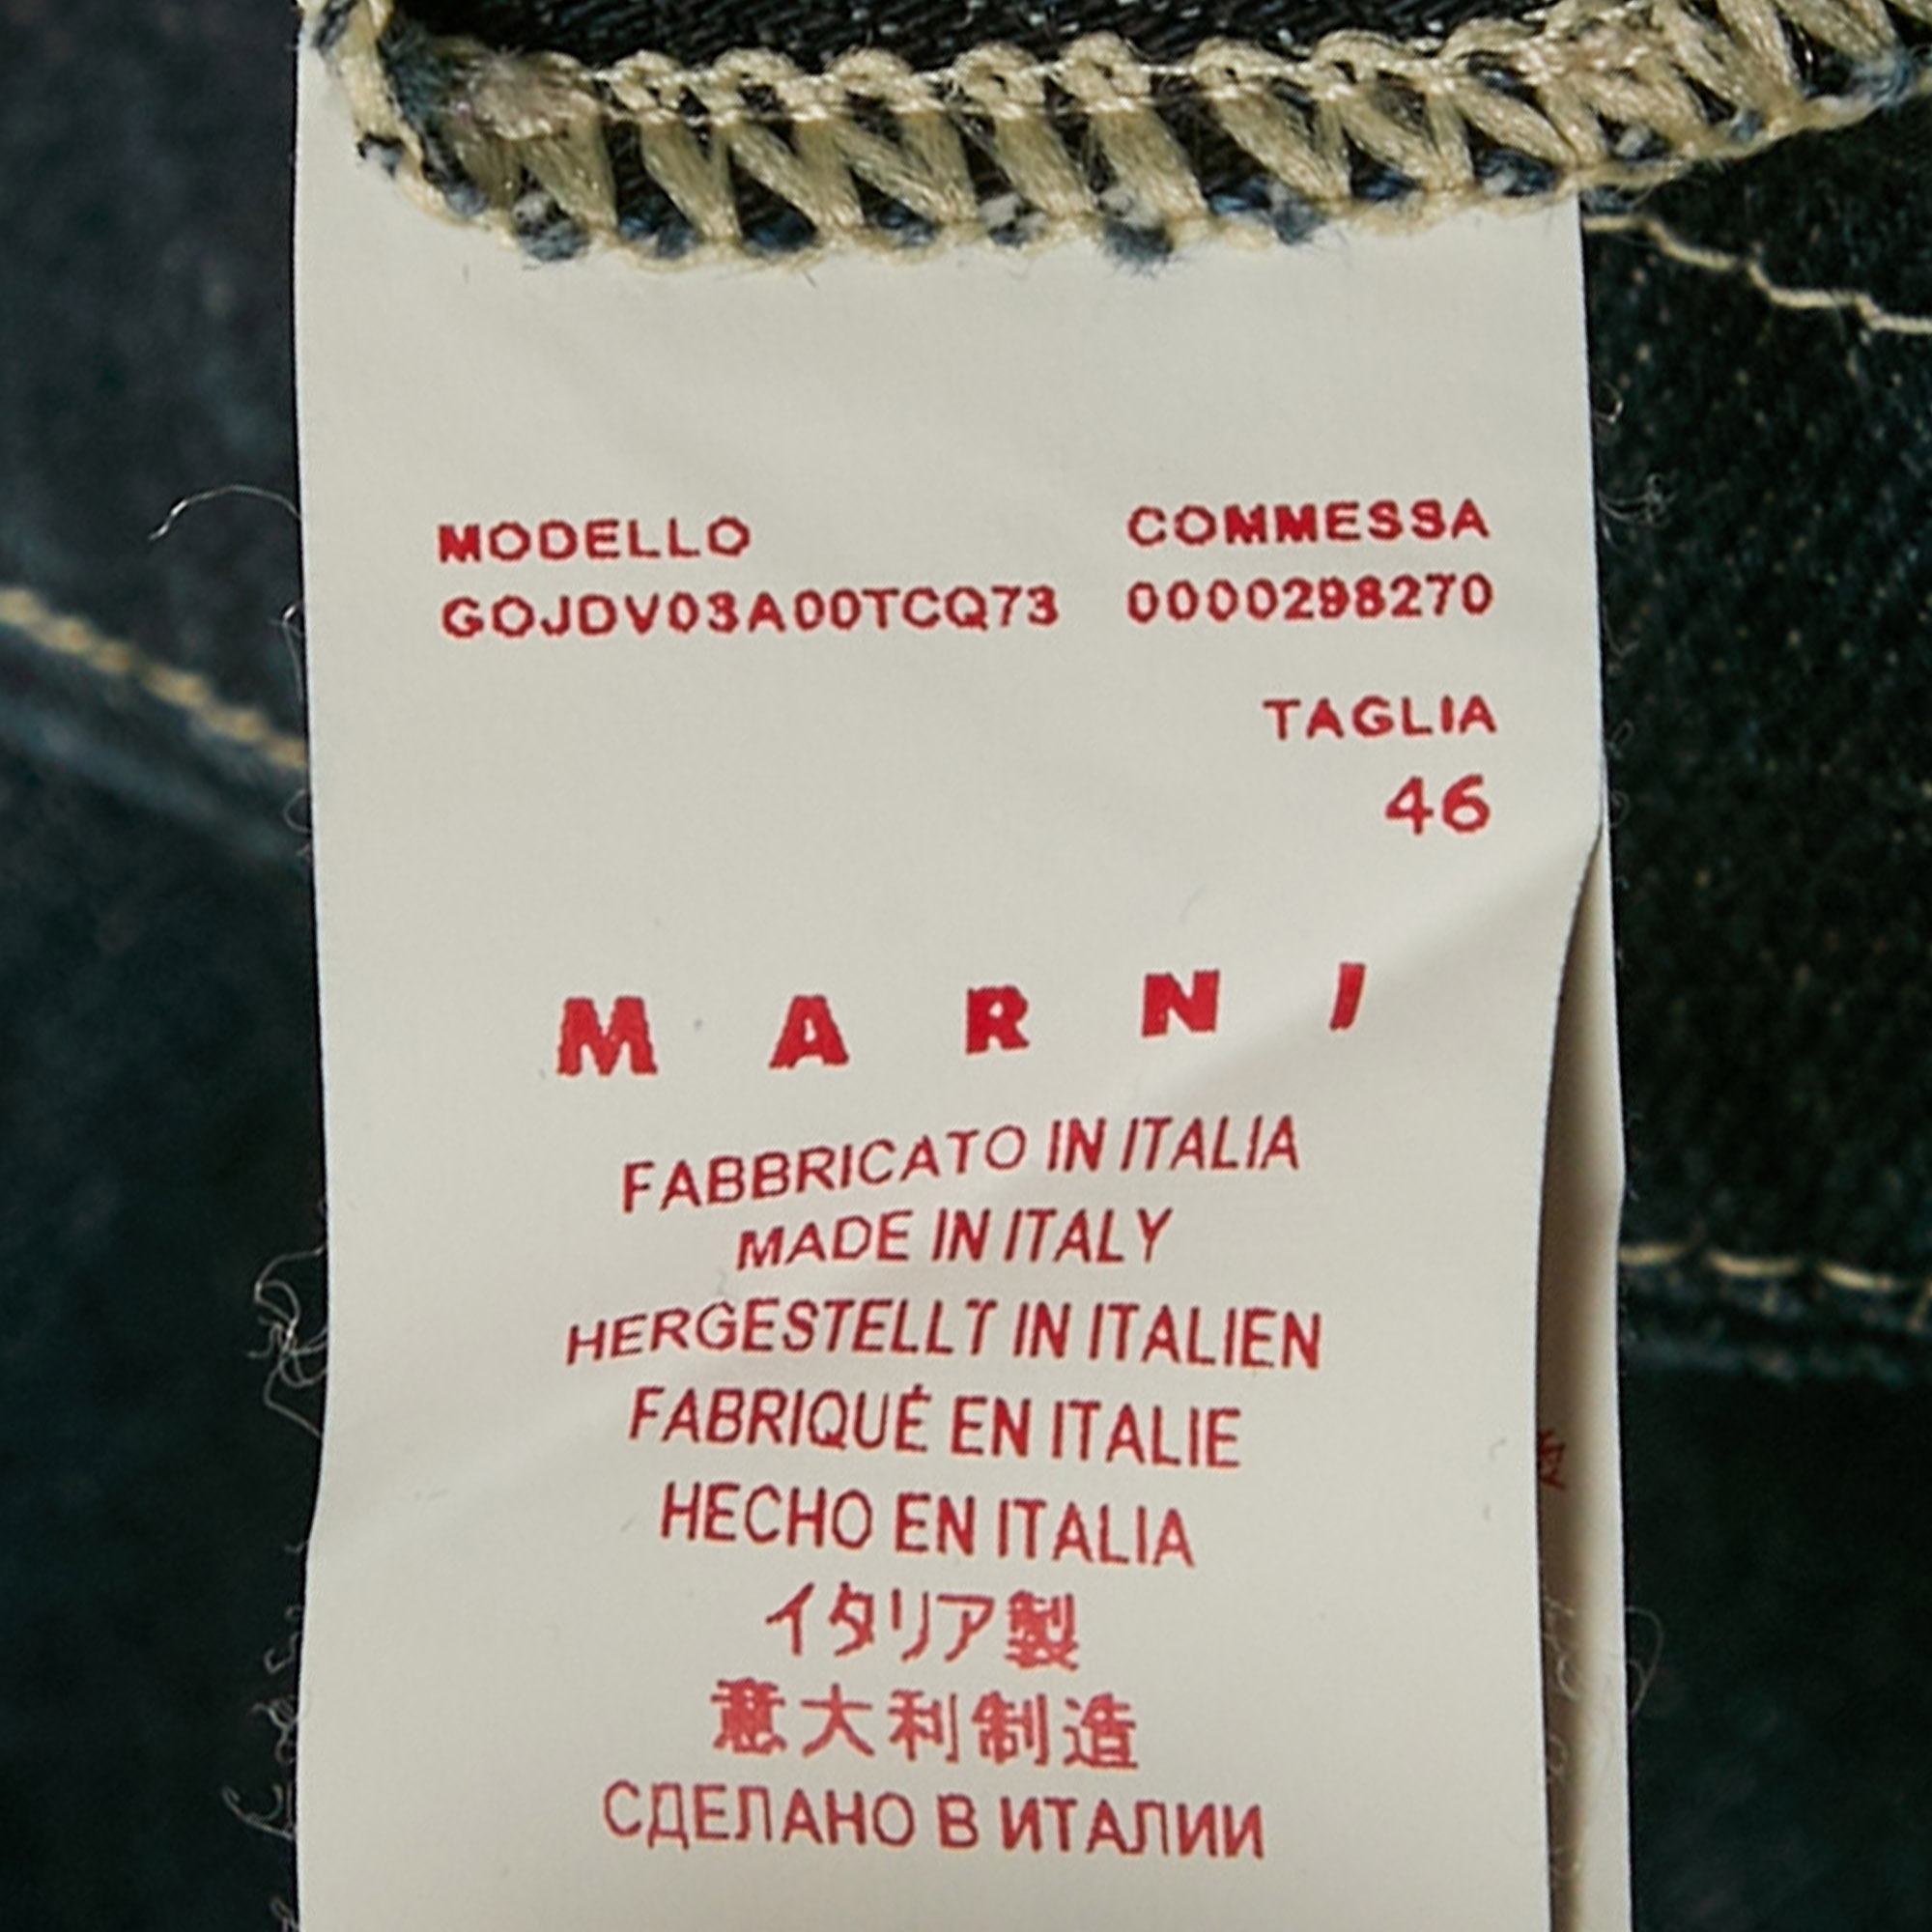 MODELLO COMMESSA
GOJDV03A00TCQ73 0000298270
TAGLIA
46
MARNI
FABBRICATO IN ITALIA
MADE IN ITALY
HERGESTELLT IN ITALIEN
FABRIQUÉ EN ITALIE
HECHO EN ITALIA
イタリア製
意大利制造
СДЕЛАНО В ИТАЛИИ